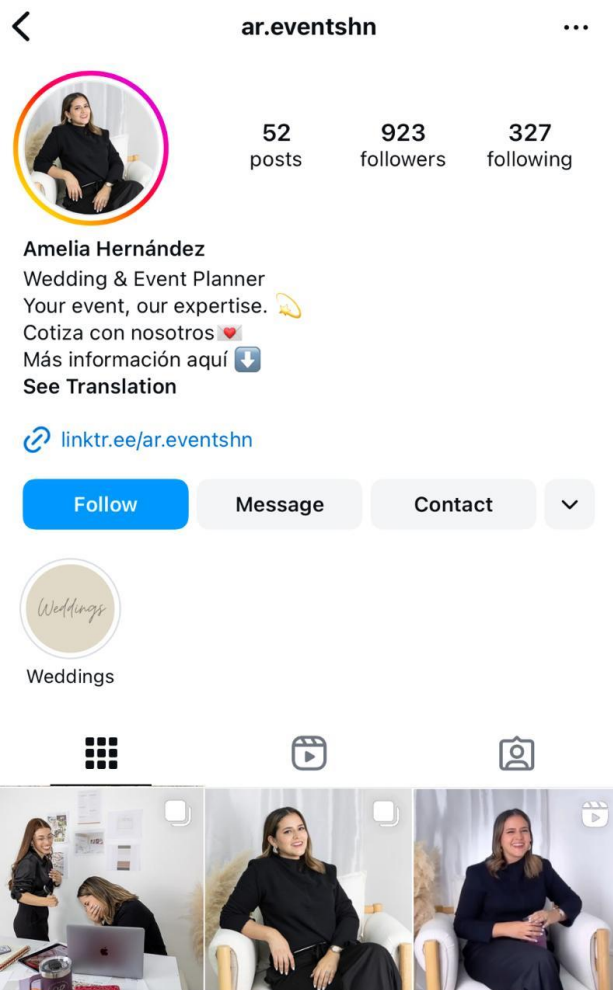 ar.eventshn
52
posts
923
followers
327
following
Amelia Hernández
Wedding & Event Planner
Your event, our expertise. 💫
Cotiza con nosotros💌
Más información aquí ⬇️
See Translation
linktr.ee/ar.eventshn
Follow
Message
Contact
Weddings
Weddings